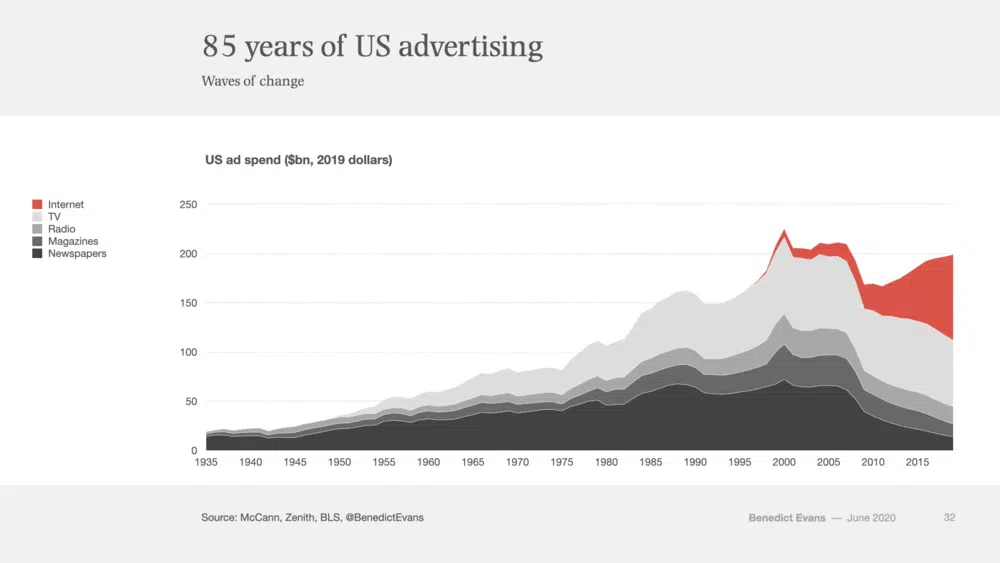 85 years of US advertising
Waves of change
US ad spend ($bn, 2019 dollars)
Internet
TV
Radio
Magazines
Newspapers
250
200
150
100
50
0
1935 1940 1945 1950 1955 1960 1965 1970 1975 1980 1985 1990 1995 2000 2005 2010 2015
Source: McCann, Zenith, BLS, @BenedictEvans
Benedict Evans — June 2020 32